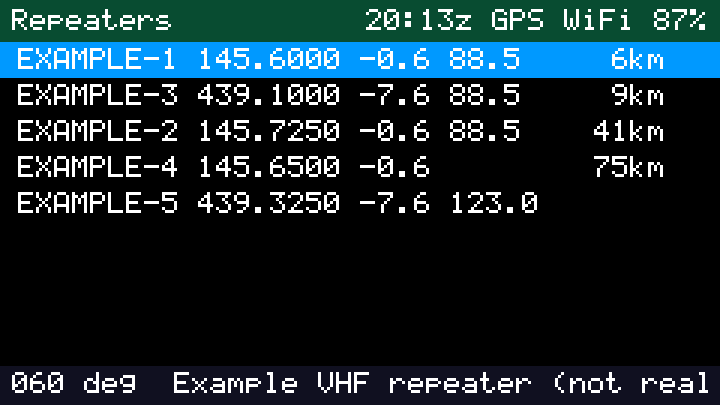 Repeaters 20:13z GPS WiFi 87%
EXAMPLE-1 145.6000 -0.6 88.5 6km
EXAMPLE-3 439.1000 -7.6 88.5 9km
EXAMPLE-2 145.7250 -0.6 88.5 41km
EXAMPLE-4 145.6500 -0.6 75km
EXAMPLE-5 439.3250 -7.6 123.0
060 deg Example VHF repeater (not real